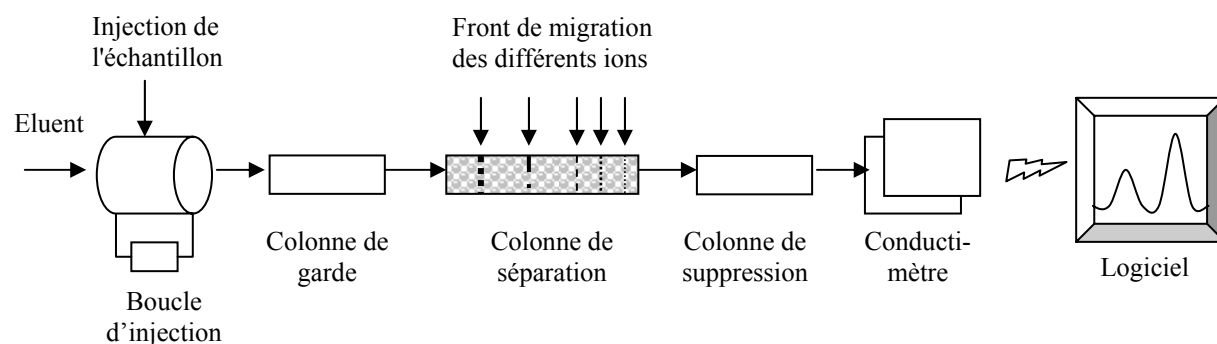 Injection de
l'échantillon
Front de migration
des différents ions
Eluent
Colonne de
garde
Colonne de
séparation
Colonne de
suppression
Conducti-
mètre
Logiciel
Boucle
d’injection